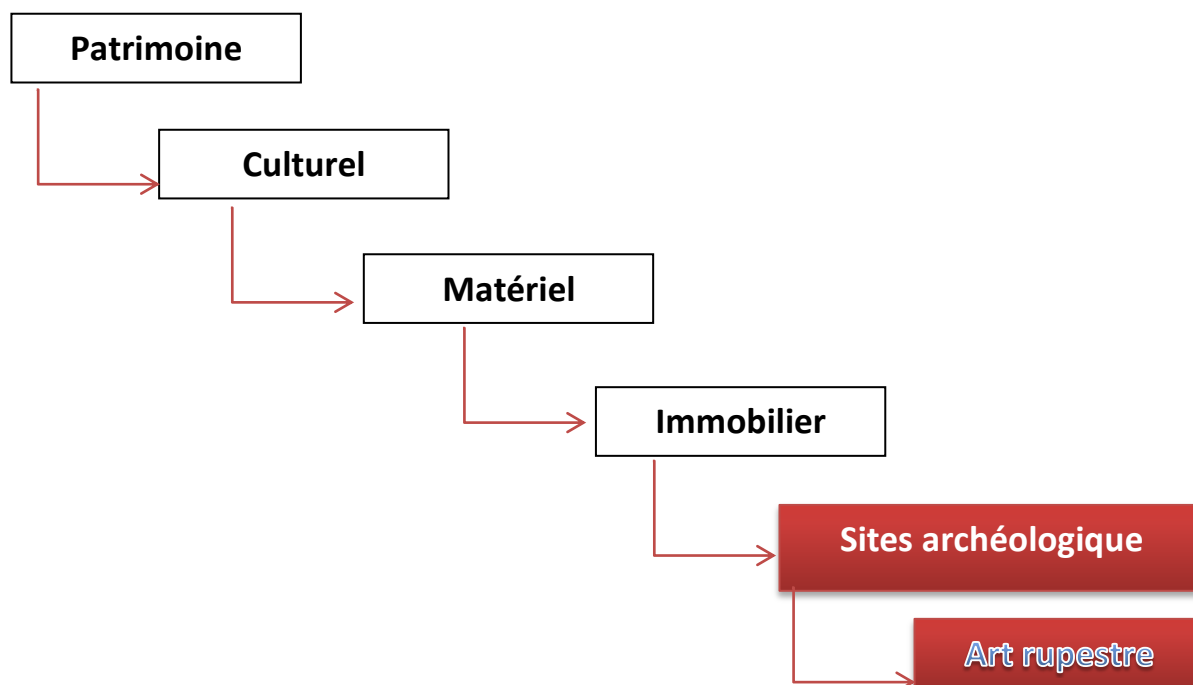 Patrimoine
Culturel
Matériel
Immobilier
Sites archéologique
Art rupestre